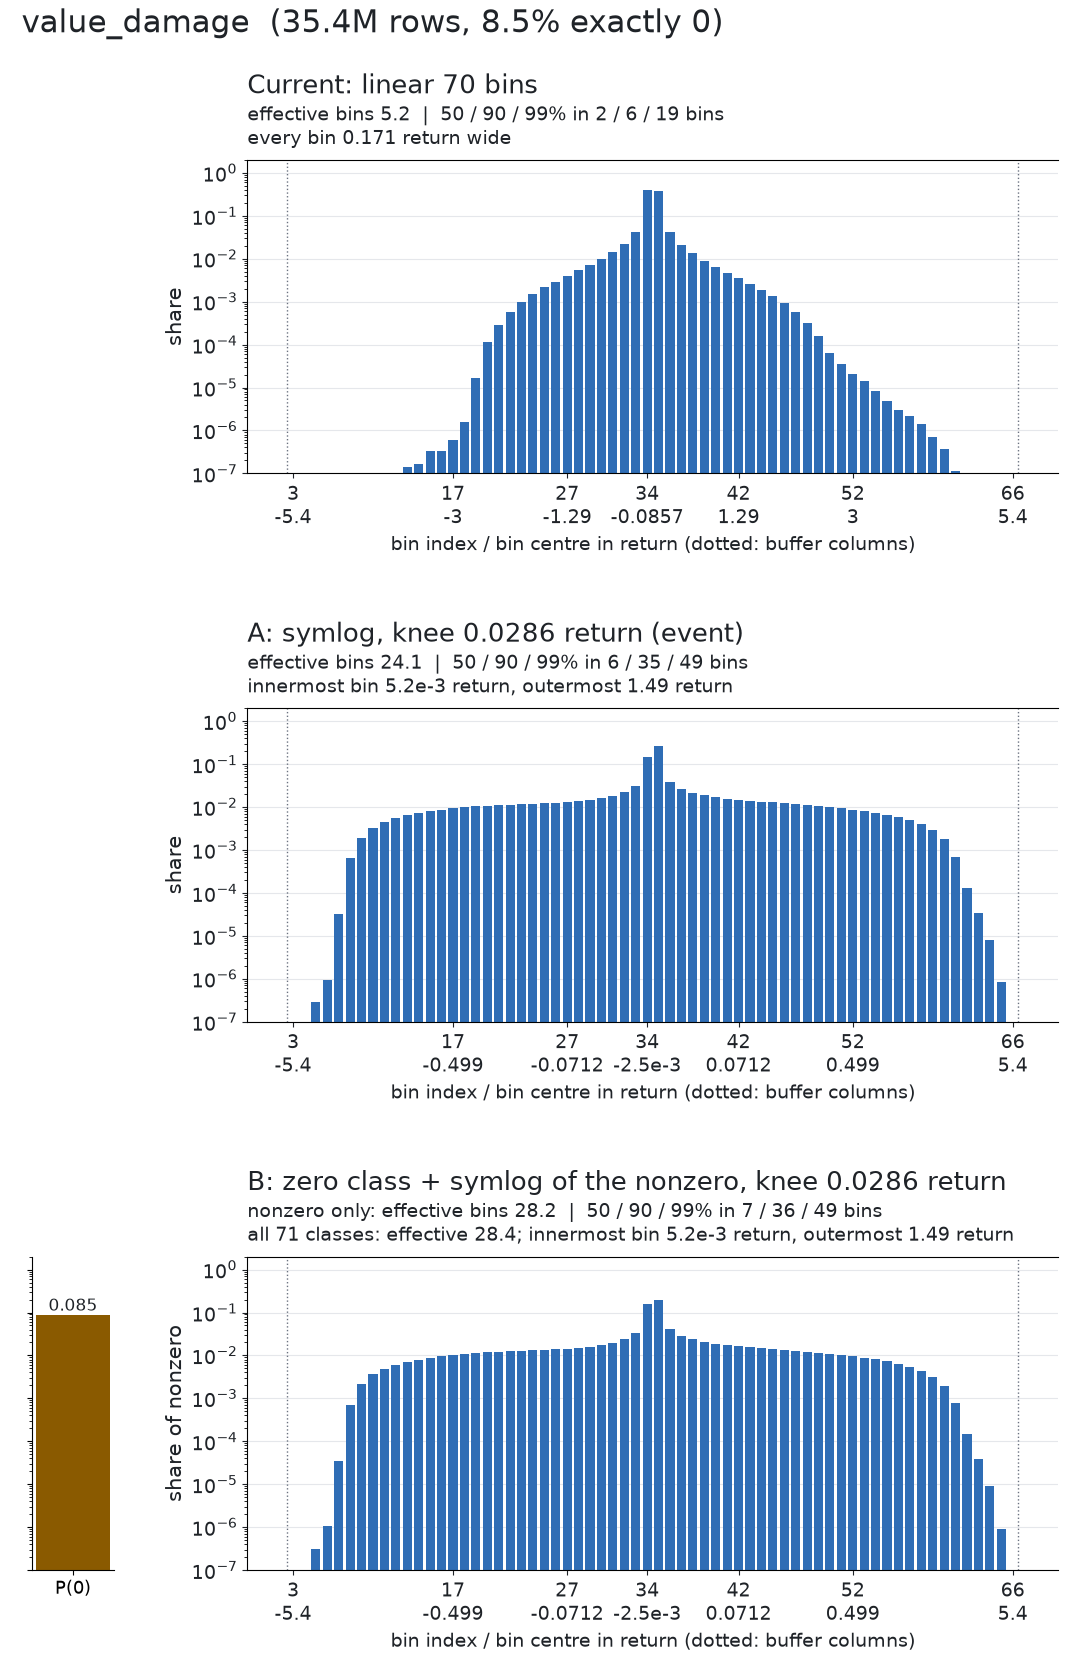 value_damage (35.4M rows, 8.5% exactly 0)
Current: linear 70 bins
effective bins 5.2 | 50 / 90 / 99% in 2 / 6 / 19 bins
every bin 0.171 return wide
share
10⁰
10⁻¹
10⁻²
10⁻³
10⁻⁴
10⁻⁵
10⁻⁶
10⁻⁷
3 17 27 34 42 52 66
-5.4 -3 -1.29 -0.0857 1.29 3 5.4
bin index / bin centre in return (dotted: buffer columns)
A: symlog, knee 0.0286 return (event)
effective bins 24.1 | 50 / 90 / 99% in 6 / 35 / 49 bins
innermost bin 5.2e-3 return, outermost 1.49 return
share
10⁰
10⁻¹
10⁻²
10⁻³
10⁻⁴
10⁻⁵
10⁻⁶
10⁻⁷
3 17 27 34 42 52 66
-5.4 -0.499 -0.0712 -2.5e-3 0.0712 0.499 5.4
bin index / bin centre in return (dotted: buffer columns)
B: zero class + symlog of the nonzero, knee 0.0286 return
nonzero only: effective bins 28.2 | 50 / 90 / 99% in 7 / 36 / 49 bins
all 71 classes: effective 28.4; innermost bin 5.2e-3 return, outermost 1.49 return
0.085
P(0)
share of nonzero
10⁰
10⁻¹
10⁻²
10⁻³
10⁻⁴
10⁻⁵
10⁻⁶
10⁻⁷
3 17 27 34 42 52 66
-5.4 -0.499 -0.0712 -2.5e-3 0.0712 0.499 5.4
bin index / bin centre in return (dotted: buffer columns)